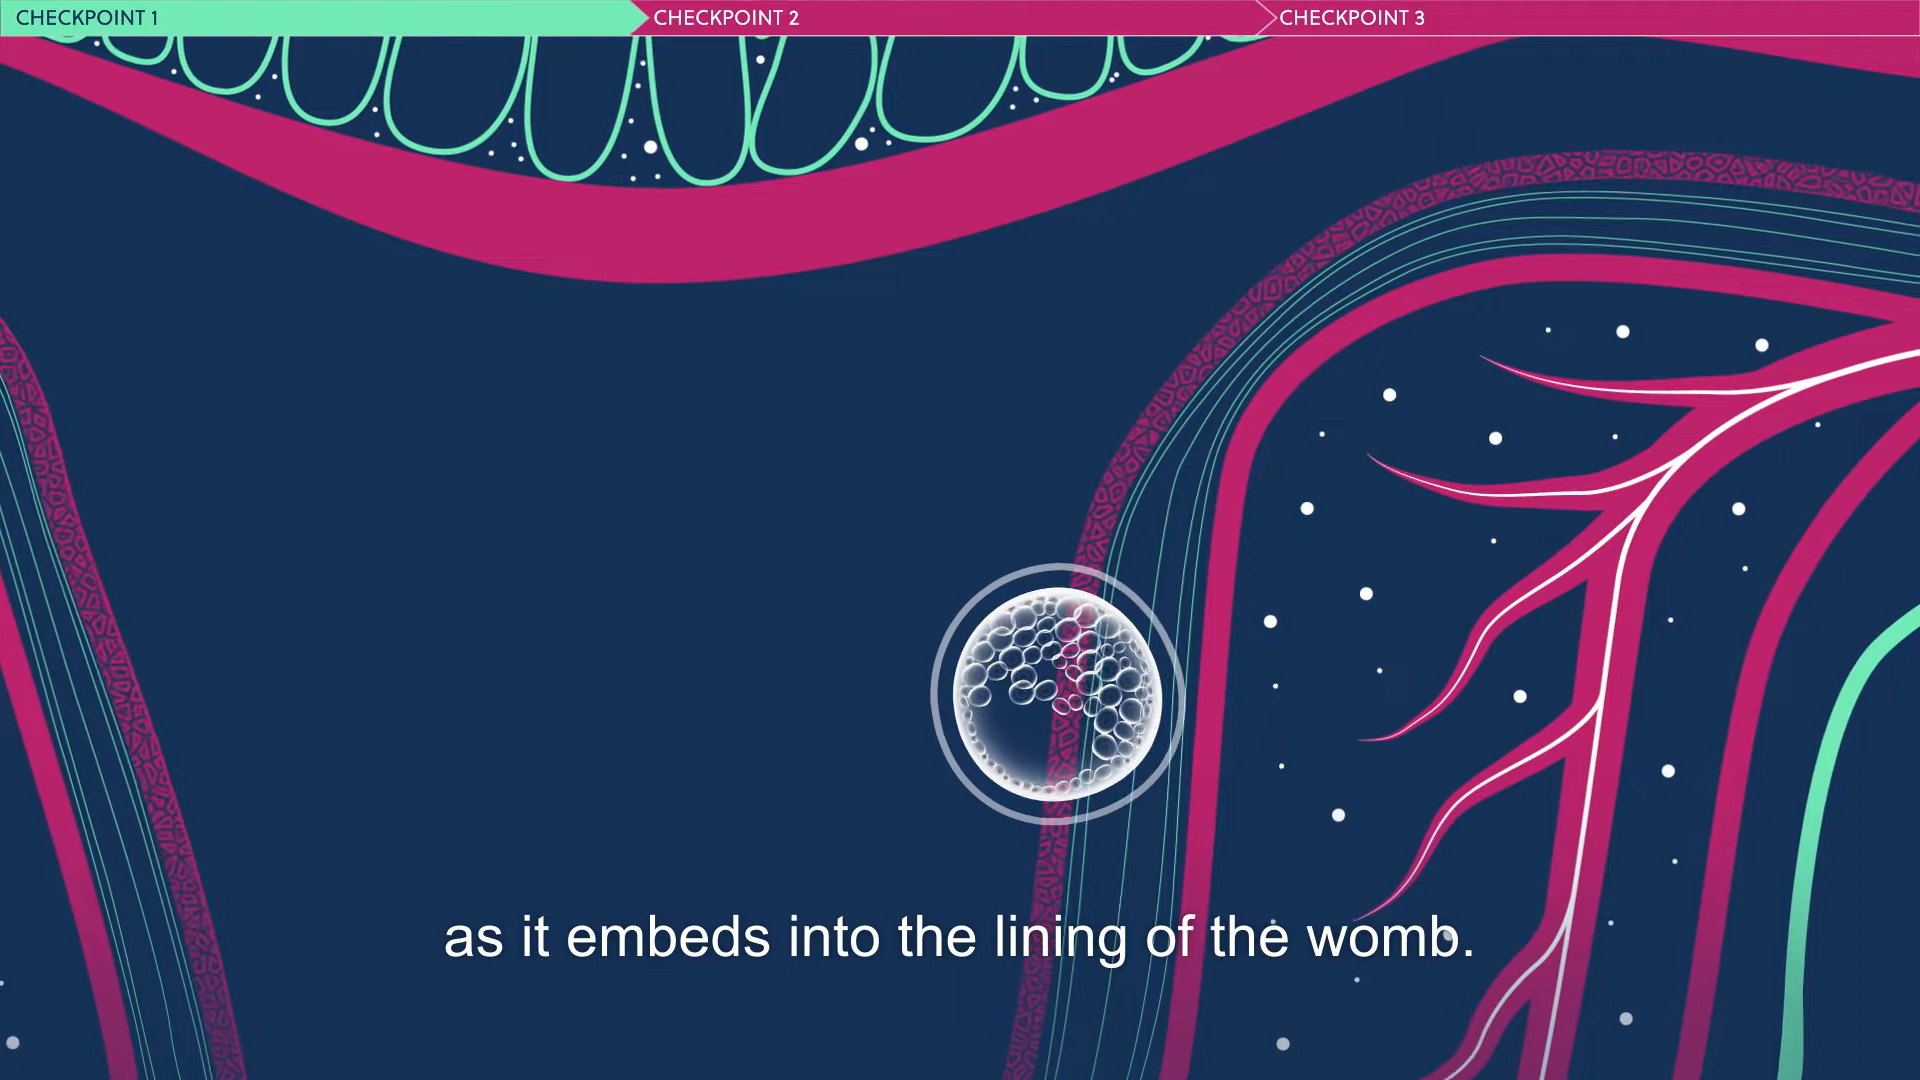 CHECKPOINT 1
CHECKPOINT 2
CHECKPOINT 3
as it embeds into the lining of the womb.